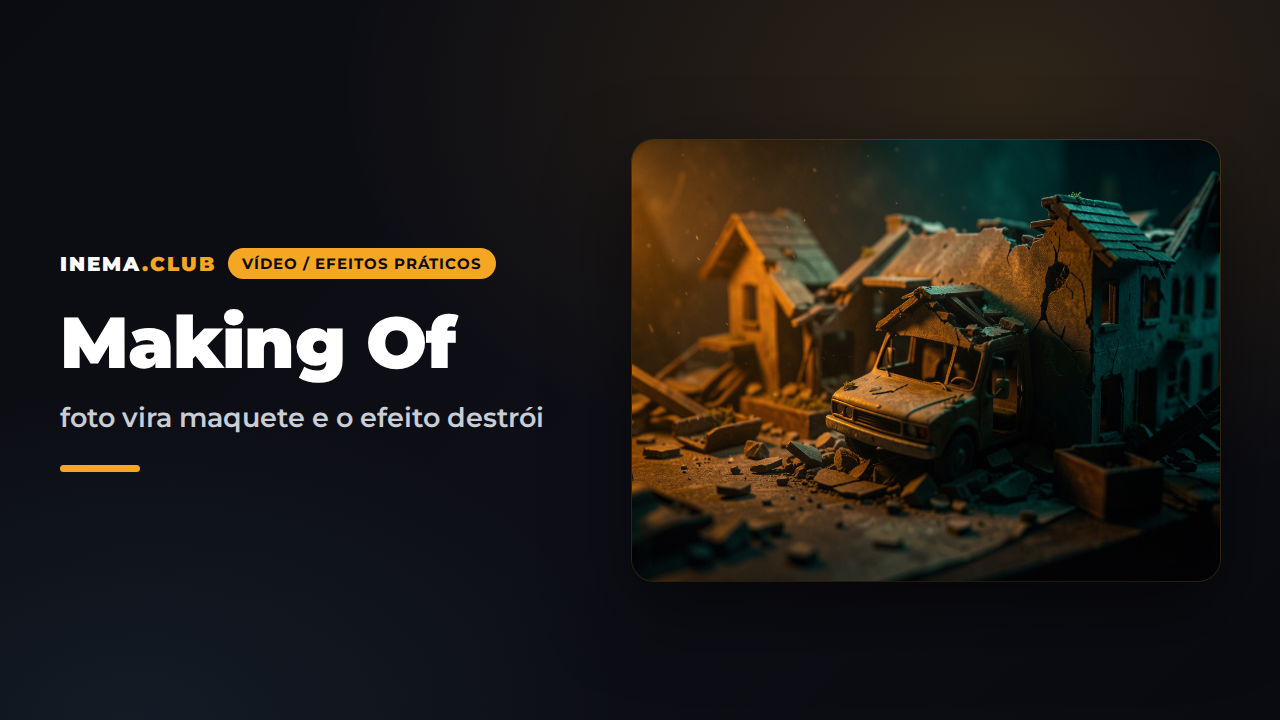 INEMA.CLUB VÍDEO / EFEITOS PRÁTICOS
Making Of
foto vira maquete e o efeito destrói